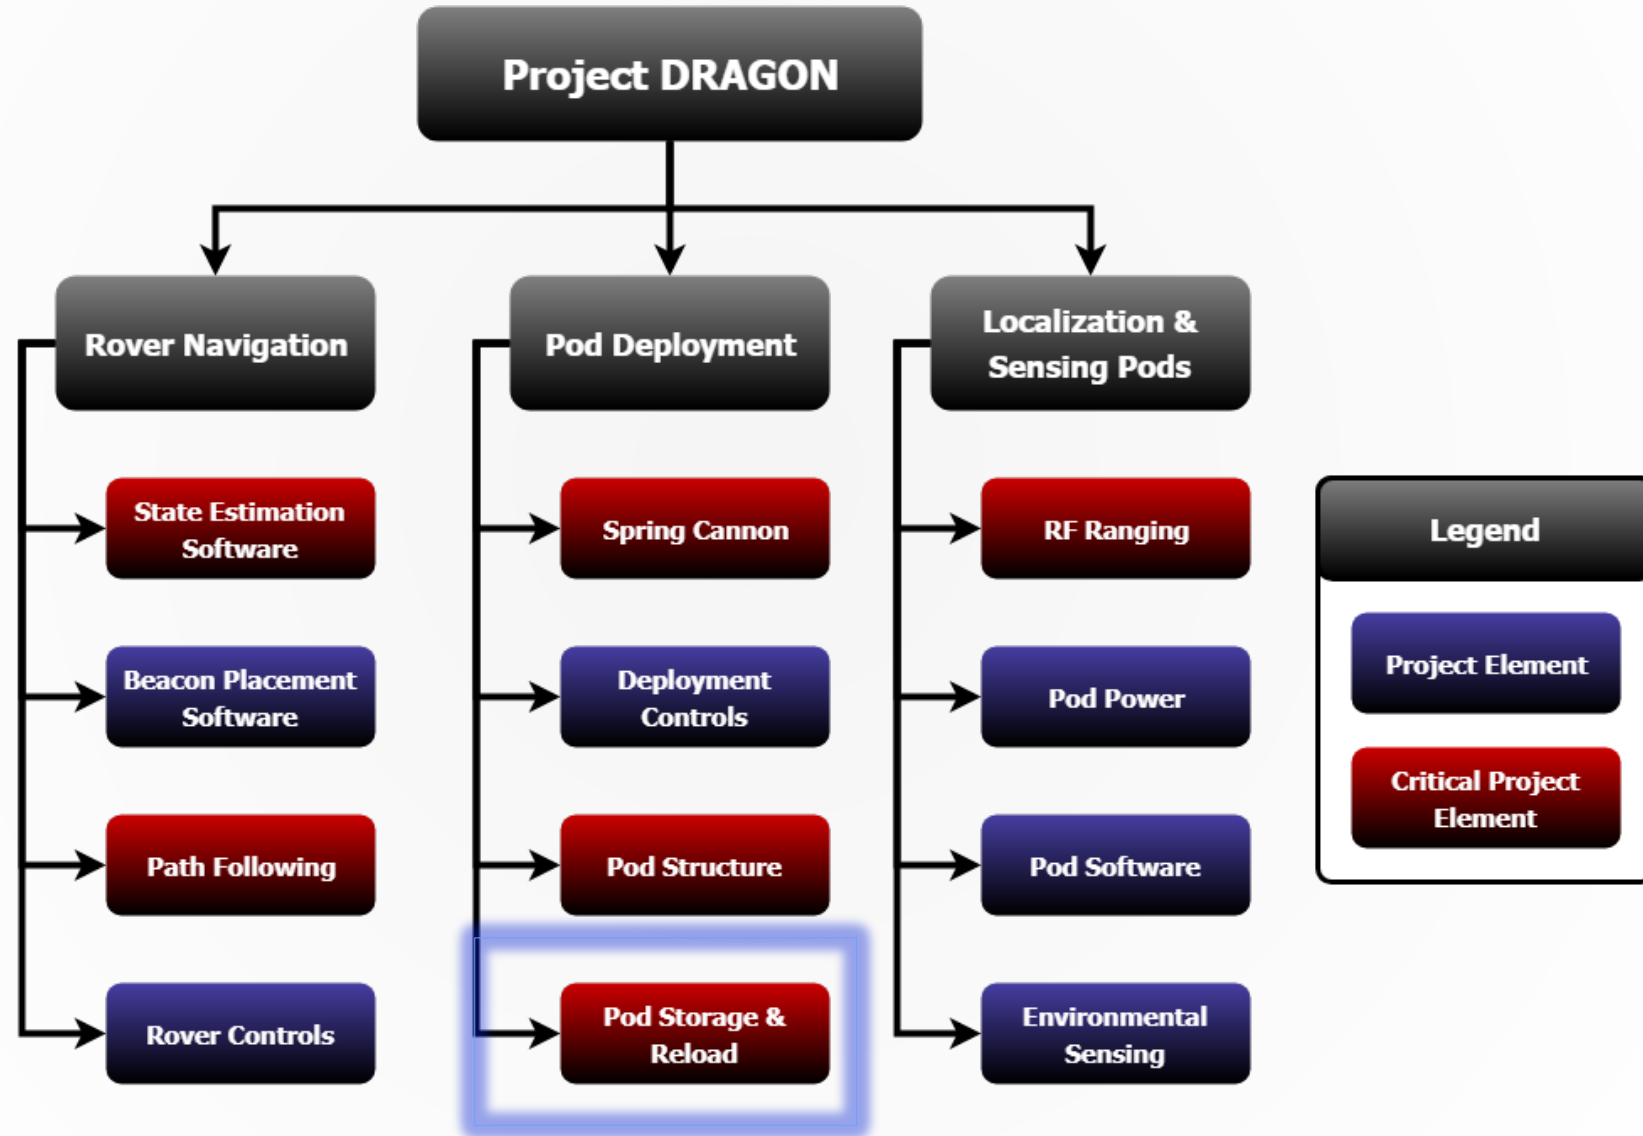 Project DRAGON
Rover Navigation
Pod Deployment
Localization &
Sensing Pods
State Estimation
Software
Spring Cannon
RF Ranging
Legend
Beacon Placement
Software
Deployment
Controls
Pod Power
Project Element
Path Following
Pod Structure
Pod Software
Critical Project
Element
Rover Controls
Pod Storage &
Reload
Environmental
Sensing